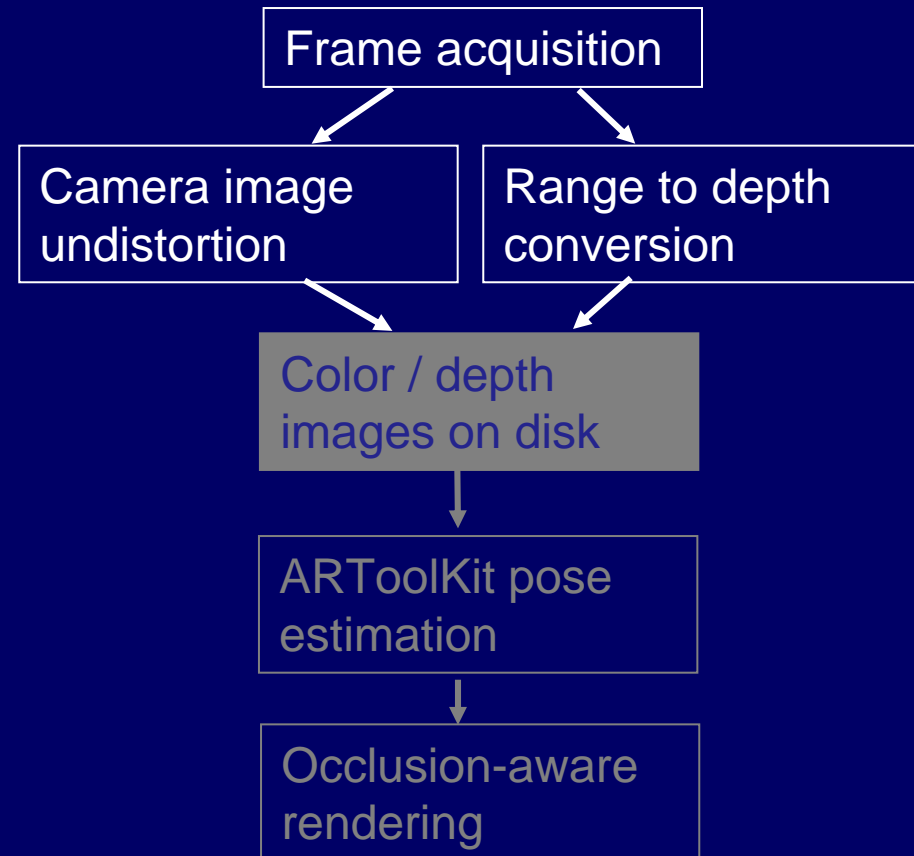 Frame acquisition
Camera image
undistortion
Range to depth
conversion
Color / depth
images on disk
ARToolKit pose
estimation
Occlusion-aware
rendering